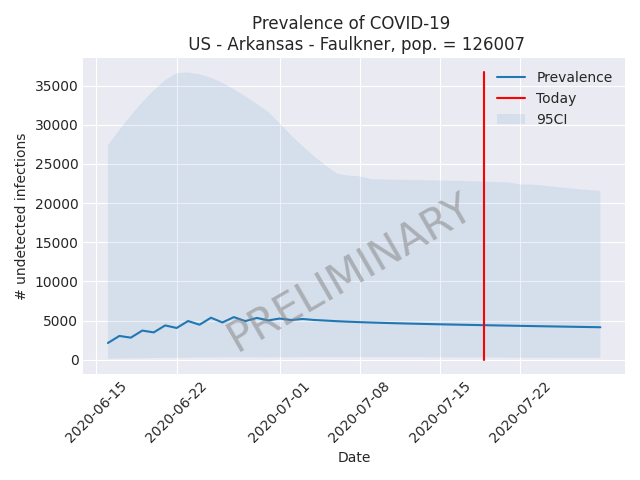 Prevalence of COVID-19
US - Arkansas - Faulkner, pop. = 126007
# undetected infections
35000
30000
25000
20000
15000
10000
5000
0
Prevalence
Today
95CI
PRELIMINARY
2020-06-15
2020-06-22
2020-07-01
2020-07-08
2020-07-15
2020-07-22
Date